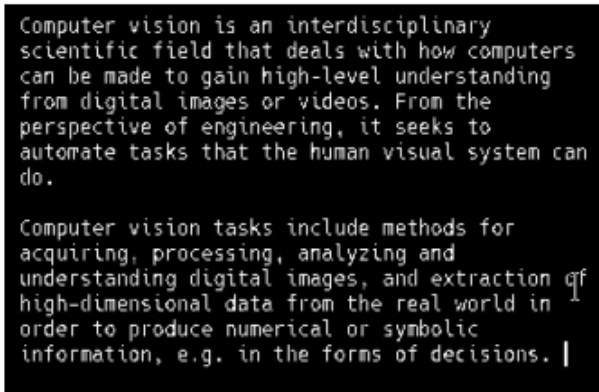 Computer vision is an interdisciplinary
scientific field that deals with how computers
can be made to gain high-level understanding
from digital images or videos. From the
perspective of engineering, it seeks to
automate tasks that the human visual system can
do.

Computer vision tasks include methods for
acquiring, processing, analyzing and
understanding digital images, and extraction of
high-dimensional data from the real world in
order to produce numerical or symbolic
information, e.g. in the forms of decisions.